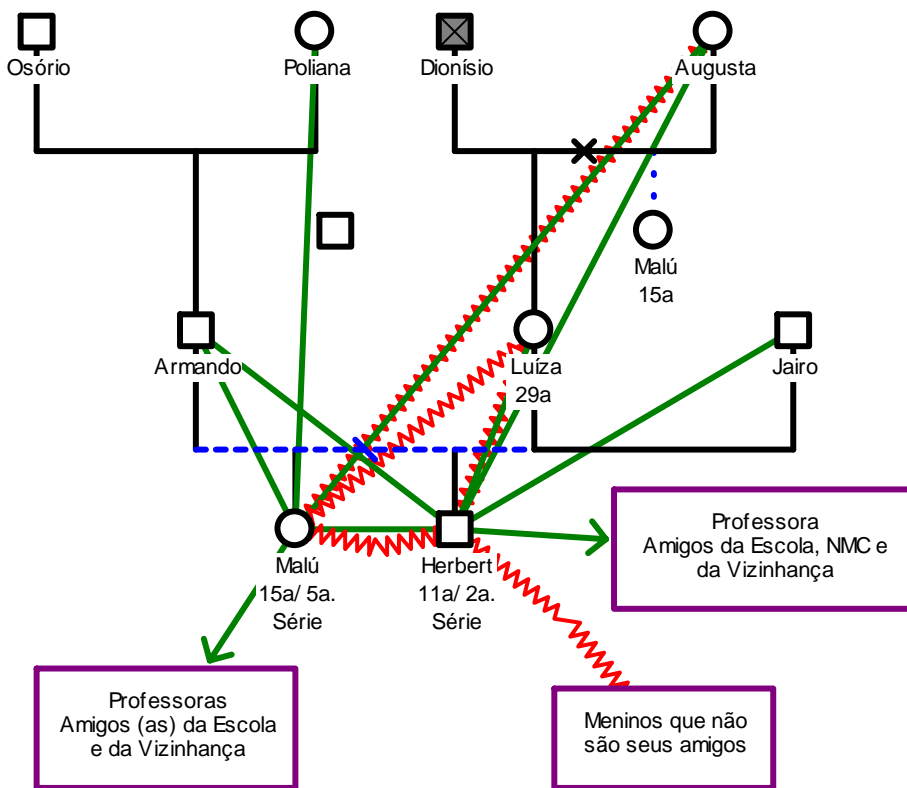 Osório
Poliana
Dionísio
Augusta
Malú
15a
Armando
Luíza
29a
Jairo
Malú
15a/ 5a.
Série
Herbert
11a/ 2a.
Série
Professora
Amigos da Escola, NMC e
da Vizinhança
Professoras
Amigos (as) da Escola
e da Vizinhança
Meninos que não
são seus amigos